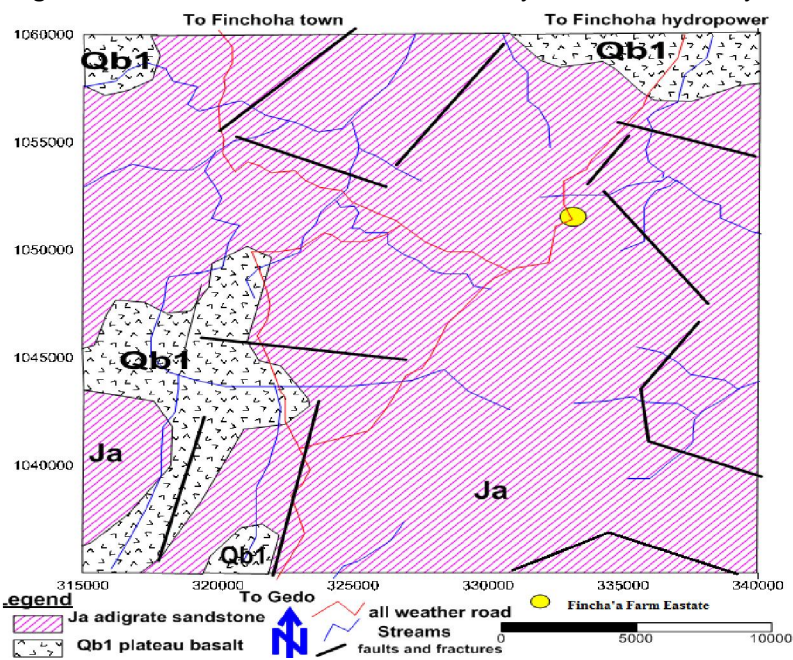 To Finchoha town To Finchoha hydropower
1060000
Qb1 Qb1
1055000
1050000
Qb1
1045000
Ja
1040000
Ja
Qb1
315000 320000 325000 330000 335000 340000
To Gedo
Legend
Ja adigrate sandstone
Qb1 plateau basalt
N
all weather road
Streams
faults and fractures
Fincha'a Farm Eastate
0 5000 10000